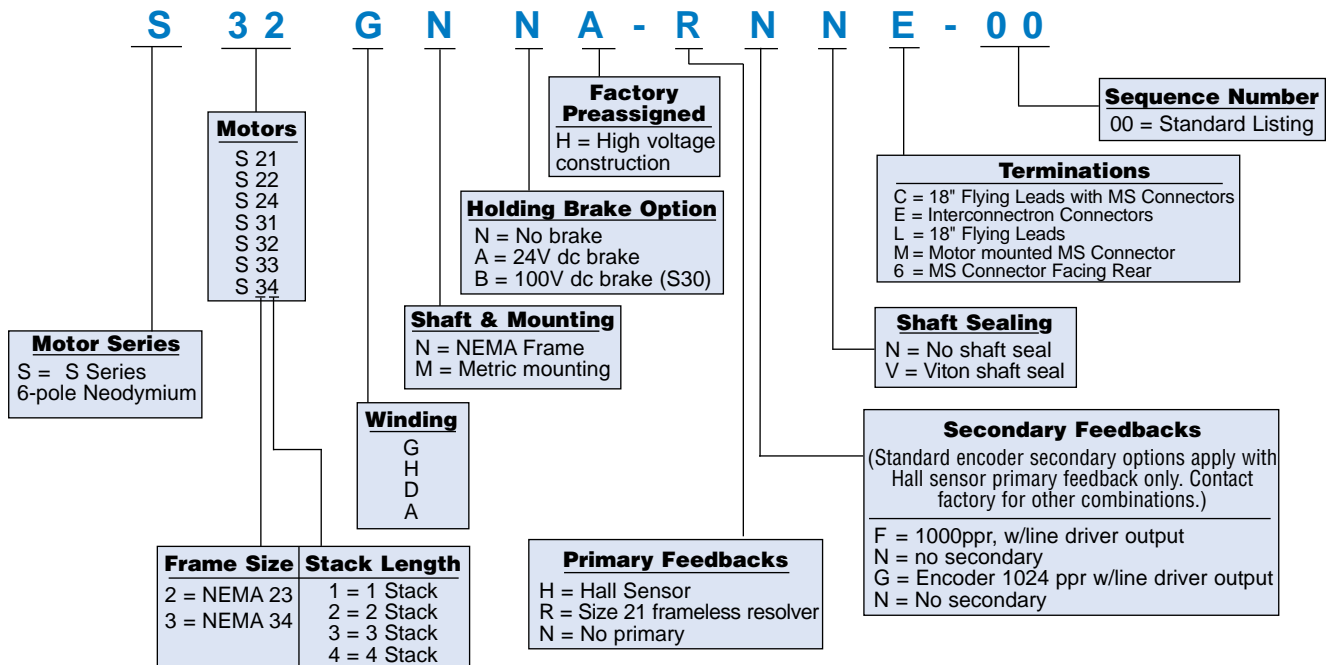 S 32 G N N A - R N N E - 00
Factory
Preassigned
H = High voltage
construction
Sequence Number
00 = Standard Listing
Motors
S 21
S 22
S 24
S 31
S 32
S 33
S 34
Terminations
C = 18" Flying Leads with MS Connectors
E = Interconnectron Connectors
L = 18" Flying Leads
M = Motor mounted MS Connector
6 = MS Connector Facing Rear
Holding Brake Option
N = No brake
A = 24V dc brake
B = 100V dc brake (S30)
Shaft & Mounting
N = NEMA Frame
M = Metric mounting
Shaft Sealing
N = No shaft seal
V = Viton shaft seal
Motor Series
S = S Series
6-pole Neodymium
Winding
G
H
D
A
Secondary Feedbacks
(Standard encoder secondary options apply with
Hall sensor primary feedback only. Contact
factory for other combinations.)
F = 1000ppr, w/line driver output
N = no secondary
G = Encoder 1024 ppr w/line driver output
N = No secondary
Frame Size
2 = NEMA 23
3 = NEMA 34
Stack Length
1 = 1 Stack
2 = 2 Stack
3 = 3 Stack
4 = 4 Stack
Primary Feedbacks
H = Hall Sensor
R = Size 21 frameless resolver
N = No primary